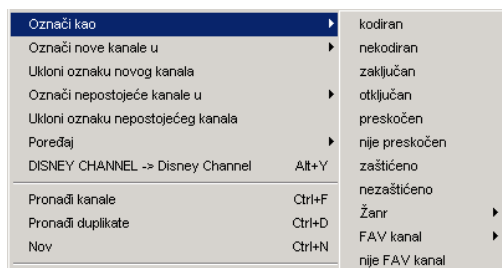 Označi kao
Označi nove kanale u
Ukloni oznaku novog kanala
Označi nepostojeće kanale u
Ukloni oznaku nepostojećeg kanala
Poređaj
DISNEY CHANNEL -> Disney Channel Alt+Y
Pronađi kanale Ctrl+F
Pronađi duplikate Ctrl+D
Nov Ctrl+N
kodiran
nekodiran
zaključan
otključan
preskočen
nije preskočen
zaštićeno
nezaštićeno
Žanr
FAV kanal
nije FAV kanal